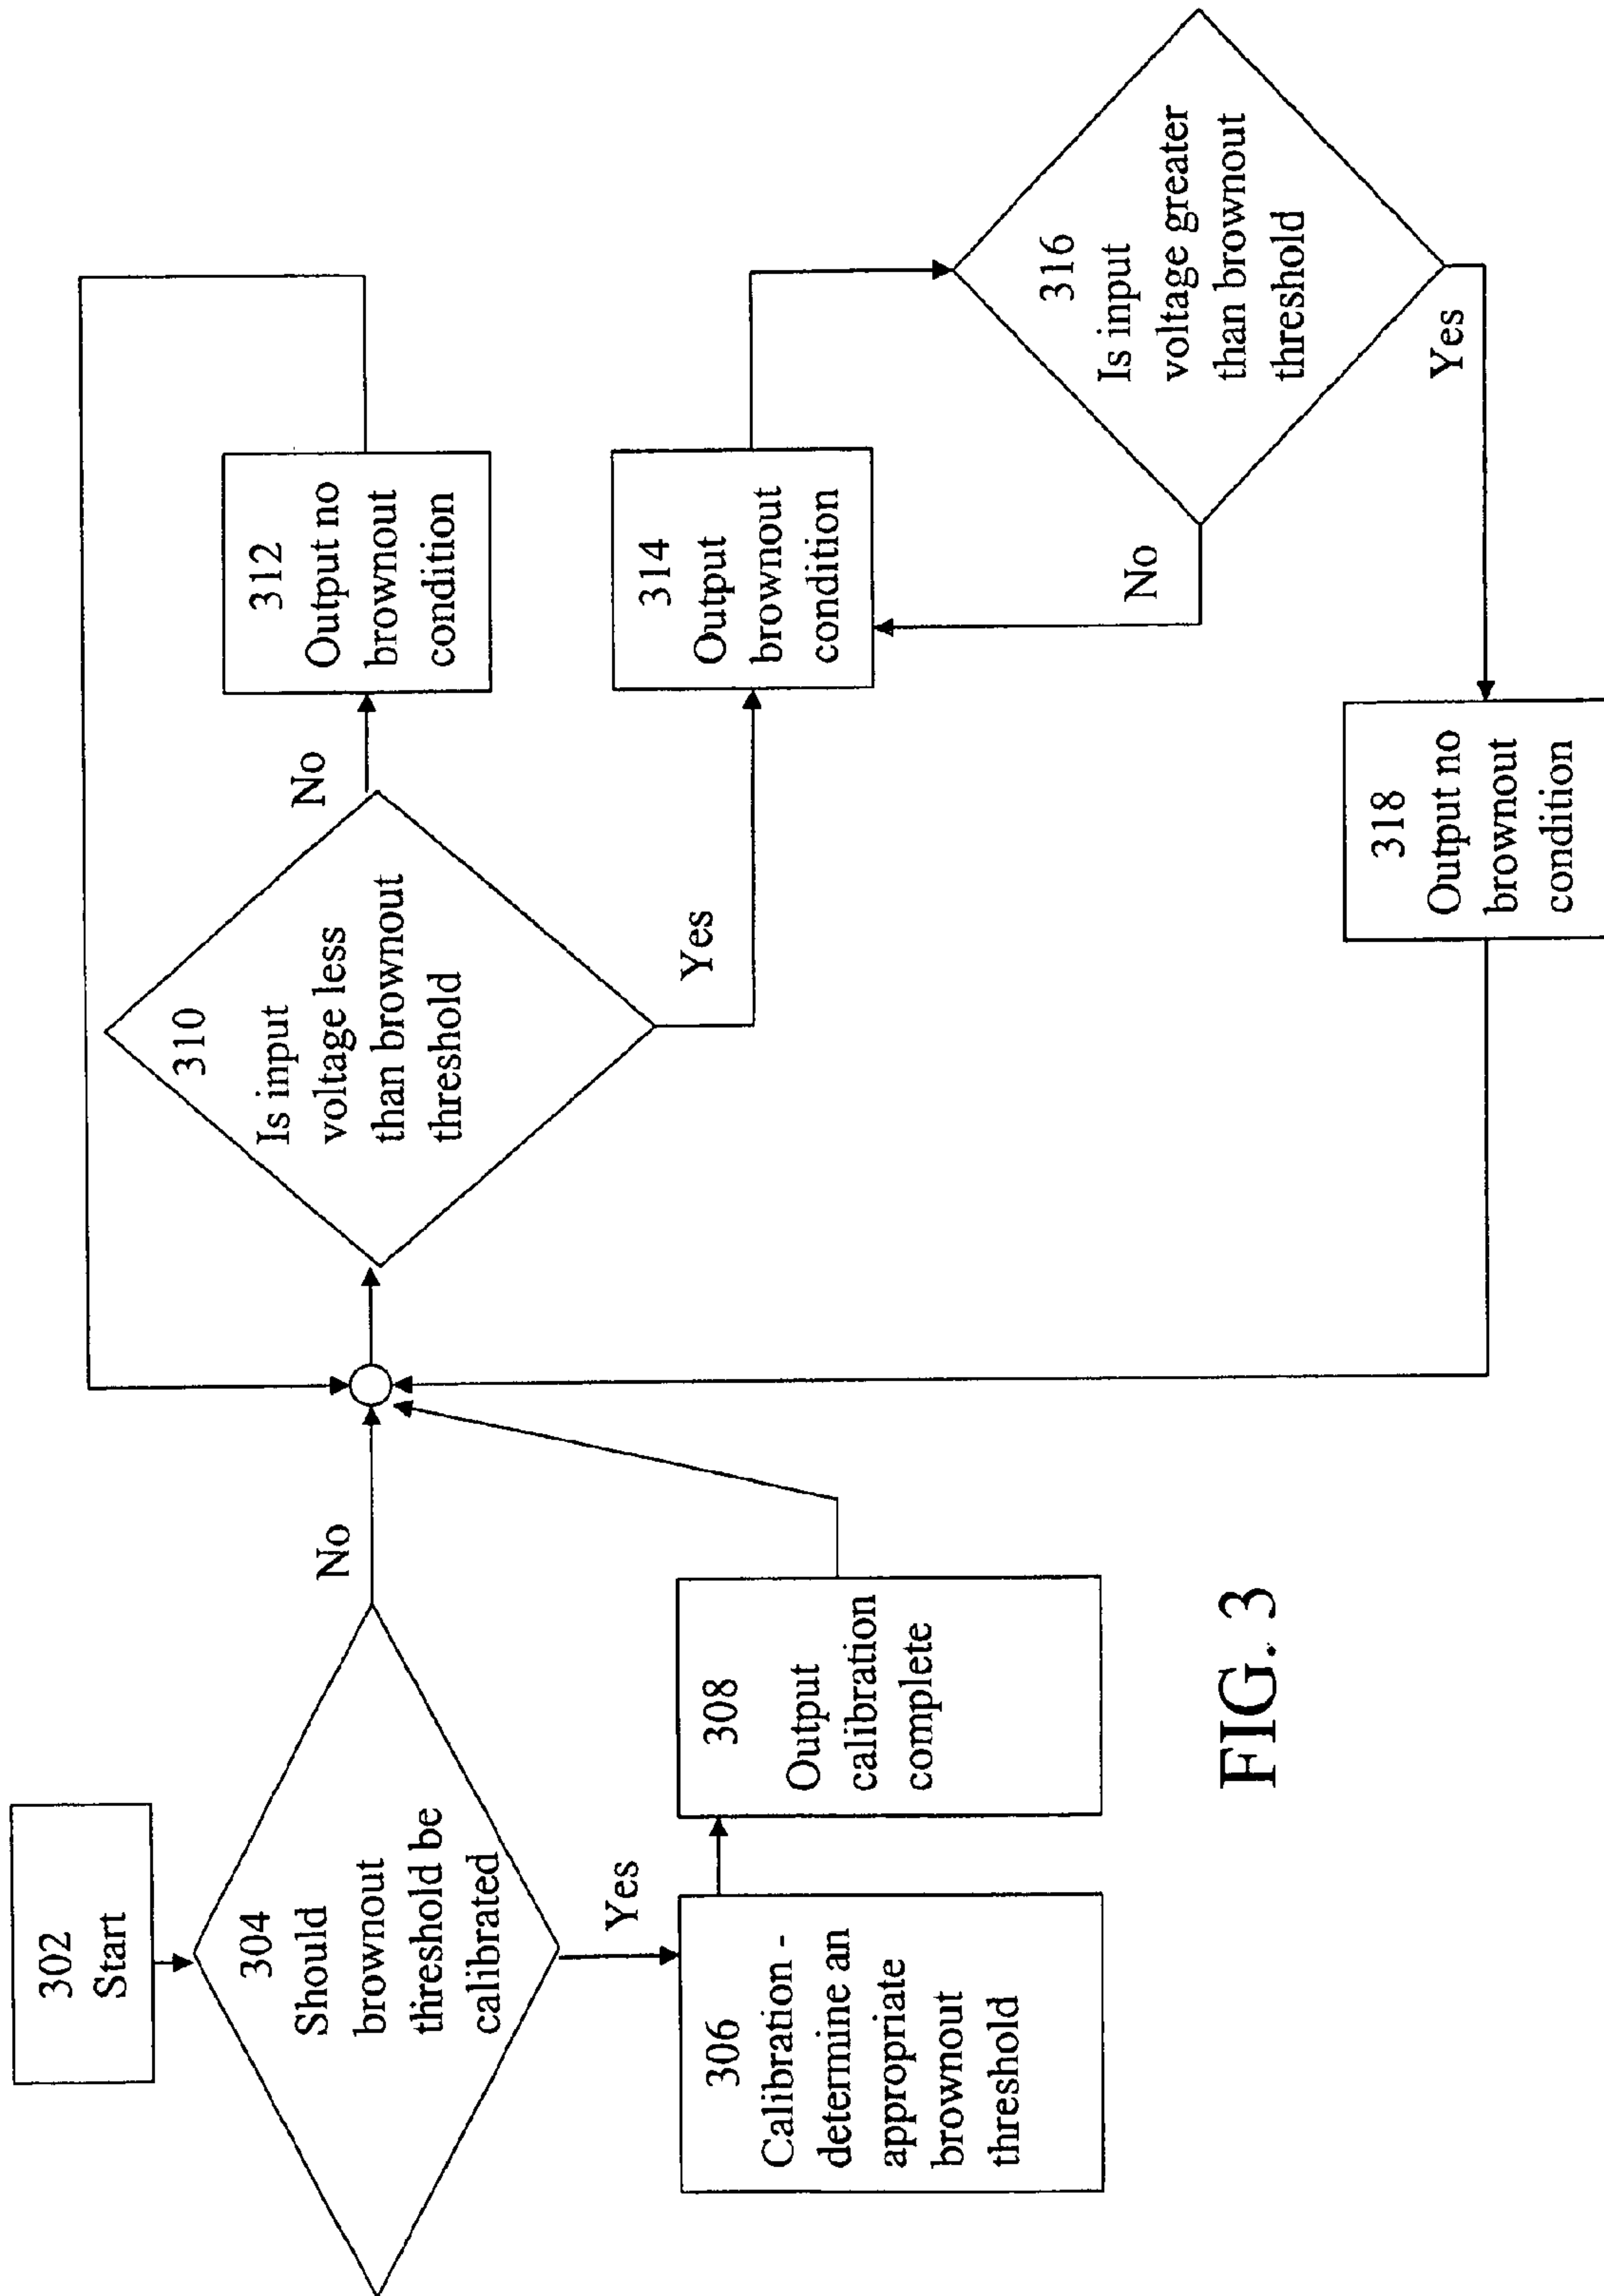 302
Start
304
Should
brownout
threshold be
calibrated
No
Yes
306
Calibration -
determine an
appropriate
brownout
threshold
308
Output
calibration
complete
310
Is input
voltage less
than brownout
threshold
No
Yes
312
Output no
brownout
condition
314
Output
brownout
condition
316
Is input
voltage greater
than brownout
threshold
No
Yes
318
Output no
brownout
condition
FIG. 3